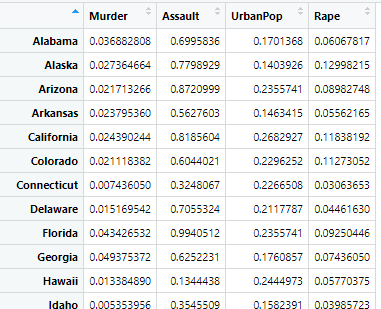 Murder Assault UrbanPop Rape
Alabama 0.036882808 0.6995836 0.1701368 0.06067817
Alaska 0.027364664 0.7798929 0.1403926 0.12998215
Arizona 0.021713266 0.8720999 0.2355741 0.08982748
Arkansas 0.023795360 0.5627603 0.1463415 0.05562165
California 0.024390244 0.8185604 0.2682927 0.11838192
Colorado 0.021118382 0.6044021 0.2296252 0.11273052
Connecticut 0.007436050 0.3248067 0.2266508 0.03063653
Delaware 0.015169542 0.7055324 0.2117787 0.04461630
Florida 0.043426532 0.9940512 0.2355741 0.09250446
Georgia 0.049375372 0.6252231 0.1760857 0.07436050
Hawaii 0.013384890 0.1344438 0.2444973 0.05770375
Idaho 0.005353956 0.3545509 0.1582391 0.03985723